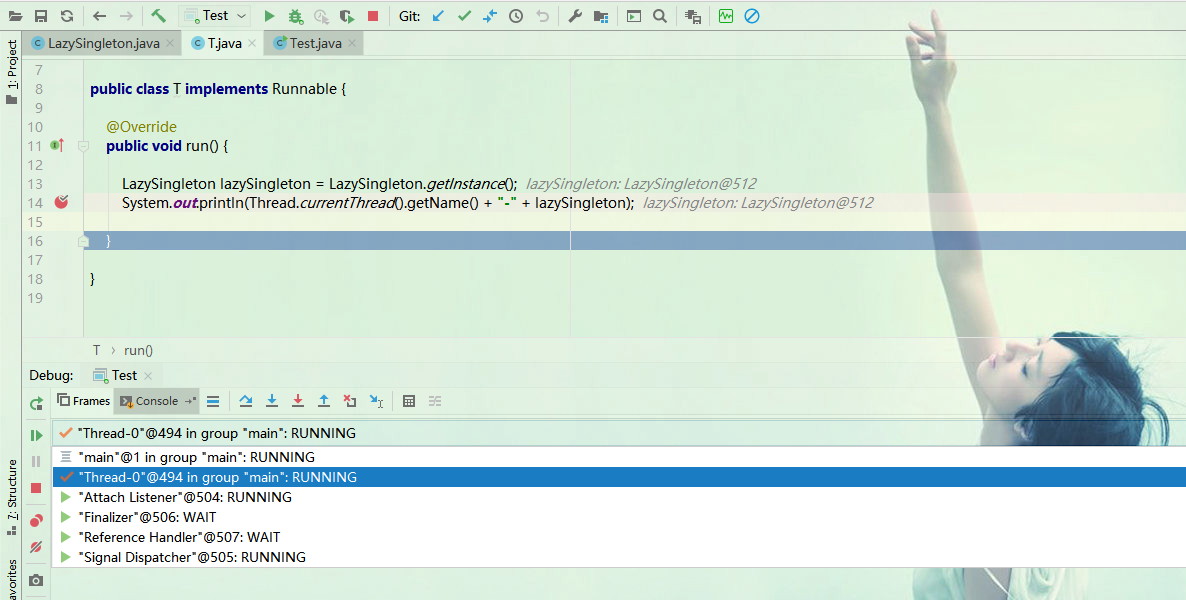 Test
Git:
LazySingleton.java
T.java
Test.java
1: Project
7
8 public class T implements Runnable {
9
10 @Override
11 public void run() {
12
13 LazySingleton lazySingleton = LazySingleton.getInstance(); lazySingleton: LazySingleton@512
14 System.out.println(Thread.currentThread().getName() + "-" + lazySingleton); lazySingleton: LazySingleton@512
15
16 }
17
18 }
19
T › run()
Debug: Test
Frames Console
"Thread-0"@494 in group "main": RUNNING
"main"@1 in group "main": RUNNING
"Thread-0"@494 in group "main": RUNNING
"Attach Listener"@504: RUNNING
"Finalizer"@506: WAIT
"Reference Handler"@507: WAIT
"Signal Dispatcher"@505: RUNNING
7: Structure
avorites